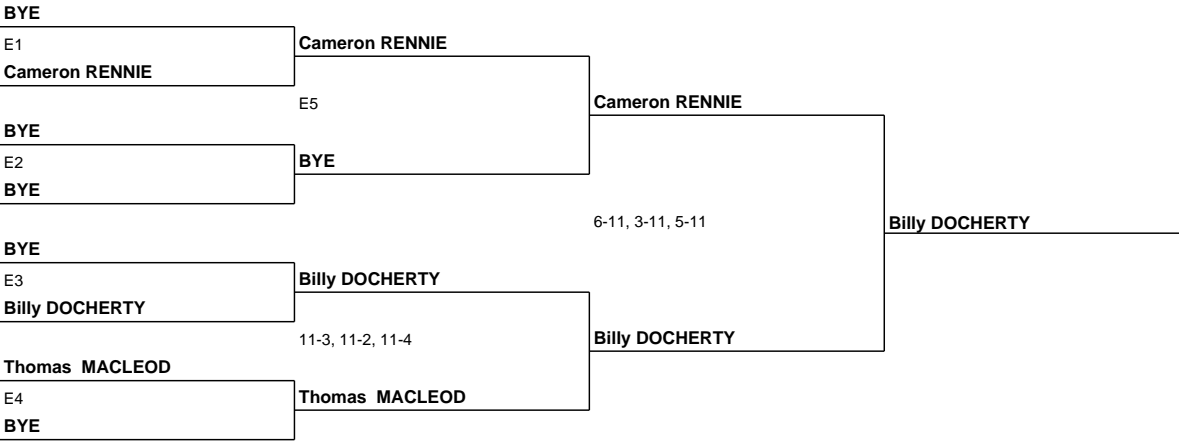 BYE
E1
Cameron RENNIE
Cameron RENNIE
E5
Cameron RENNIE
BYE
E2
BYE
BYE
6-11, 3-11, 5-11
Billy DOCHERTY
BYE
E3
Billy DOCHERTY
Billy DOCHERTY
11-3, 11-2, 11-4
Billy DOCHERTY
Thomas  MACLEOD
E4
Thomas  MACLEOD
BYE